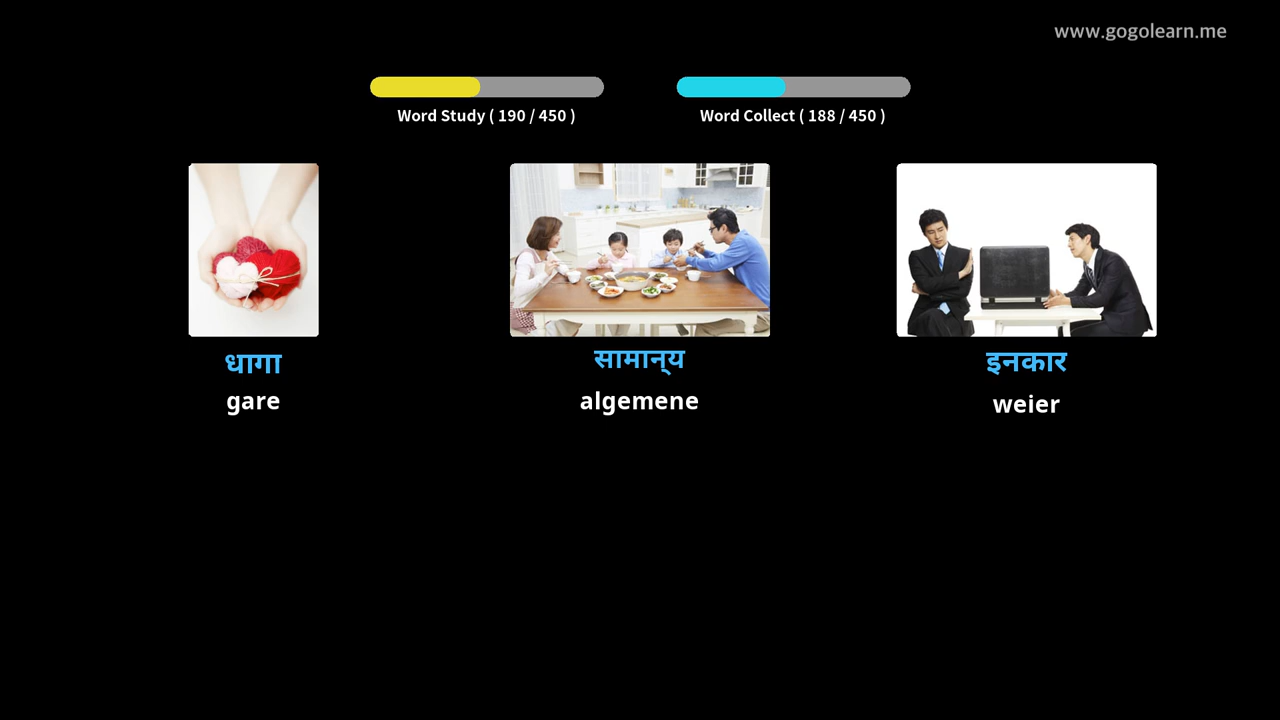 www.gogolearn.me
Word Study ( 190 / 450 )
Word Collect ( 188 / 450 )
धागा
सामान्‍य
इनकार
gare
algemene
weier